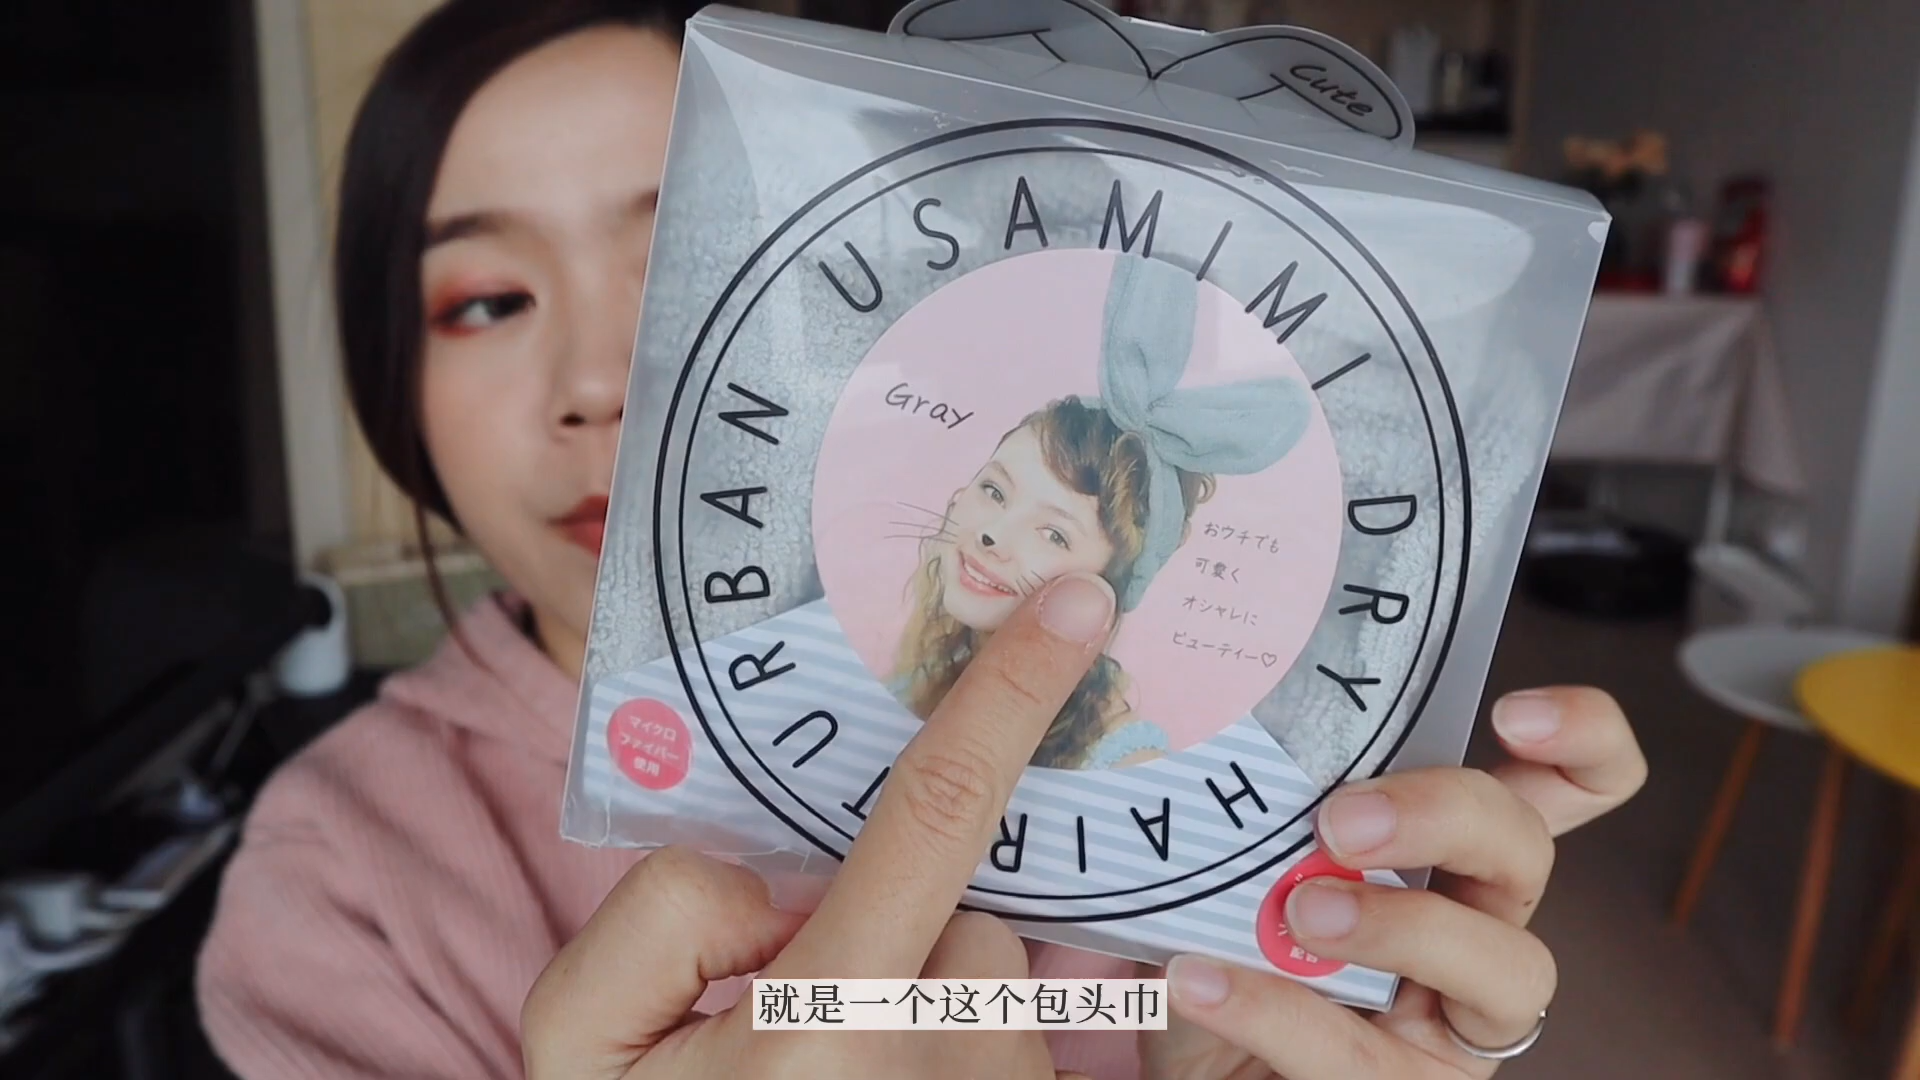 Cute
USAMIMI DRY HAIR TURBAN
Gray
おウチでも
可愛く
オシャレに
ビューティー♡
マイクロ
ファイバー
使用
就是一个这个包头巾